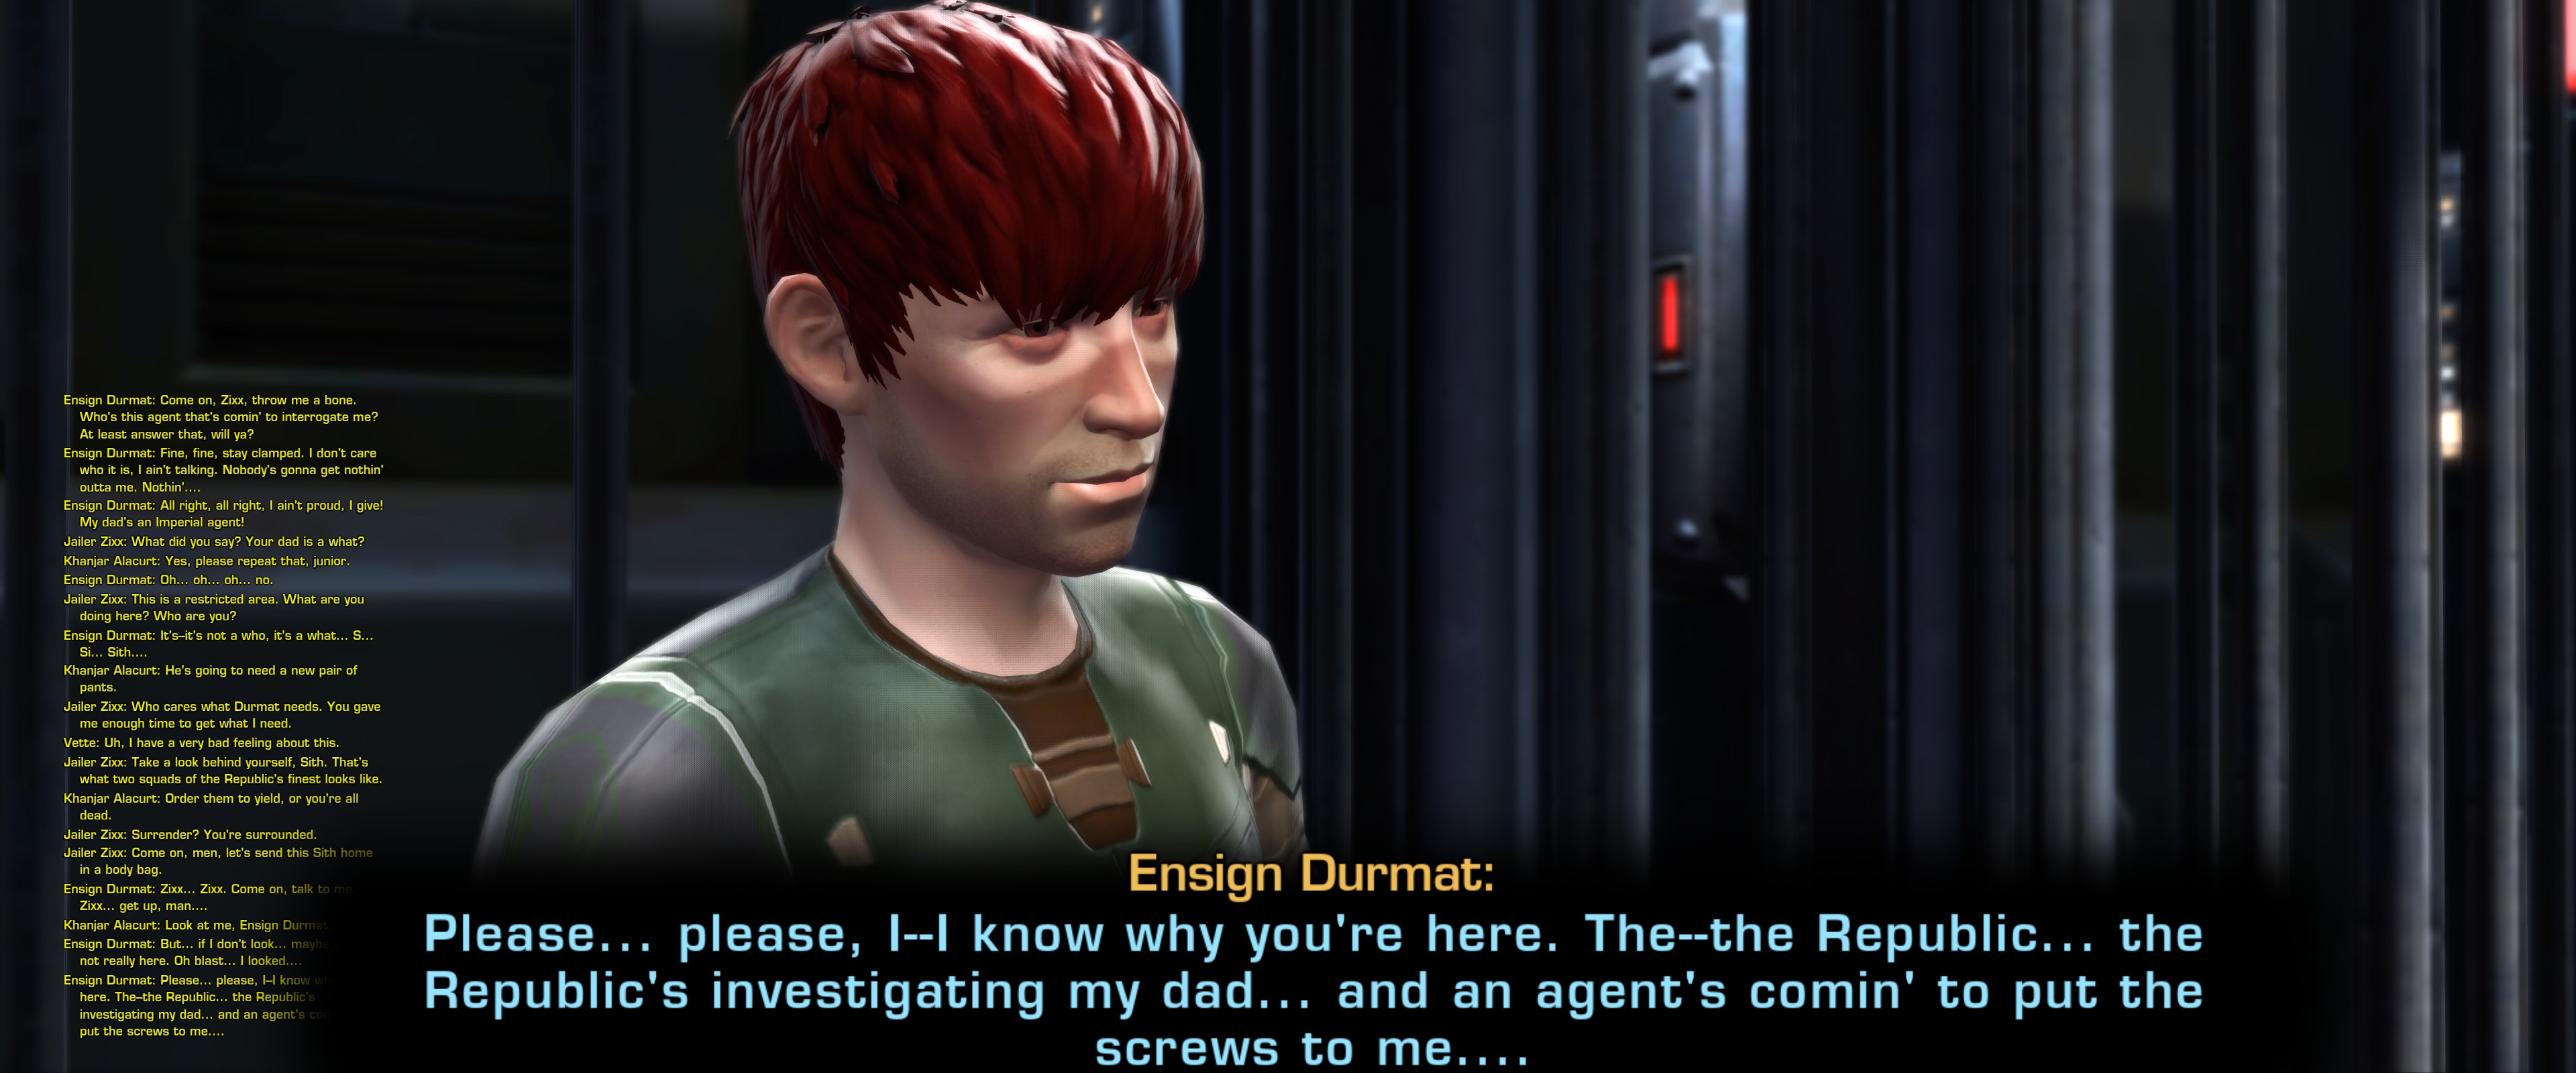 Ensign Durmat: Come on, Zixx, throw me a bone.
Who's this agent that's comin' to interrogate me?
At least answer that, will ya?
Ensign Durmat: Fine, fine, stay clamped. I don't care
who it is, I ain't talking. Nobody's gonna get nothin'
outta me. Nothin'....
Ensign Durmat: All right, all right, I ain't proud, I give!
My dad's an Imperial agent!
Jailer Zixx: What did you say? Your dad is a what?
Khanjar Alacurt: Yes, please repeat that, junior.
Ensign Durmat: Oh... oh... oh... no.
Jailer Zixx: This is a restricted area. What are you
doing here? Who are you?
Ensign Durmat: It's--it's not a who, it's a what... S...
Si... Sith....
Khanjar Alacurt: He's going to need a new pair of
pants.
Jailer Zixx: Who cares what Durmat needs. You gave
me enough time to get what I need.
Vette: Uh, I have a very bad feeling about this.
Jailer Zixx: Take a look behind yourself, Sith. That's
what two squads of the Republic's finest looks like.
Khanjar Alacurt: Order them to yield, or you're all
dead.
Jailer Zixx: Surrender? You're surrounded.
Jailer Zixx: Come on, men, let's send this Sith home
in a body bag.
Ensign Durmat: Zixx... Zixx. Come on, talk to me.
Zixx... get up, man....
Khanjar Alacurt: Look at me, Ensign Durmat.
Ensign Durmat: But... if I don't look... maybe
not really here. Oh blast... I looked....
Ensign Durmat: Please... please, I--I know
here. The--the Republic... the Republic's
investigating my dad... and an agent's
put the screws to me....
Ensign Durmat:
Please... please, I--I know why you're here. The--the Republic... the
Republic's investigating my dad... and an agent's comin' to put the
screws to me....